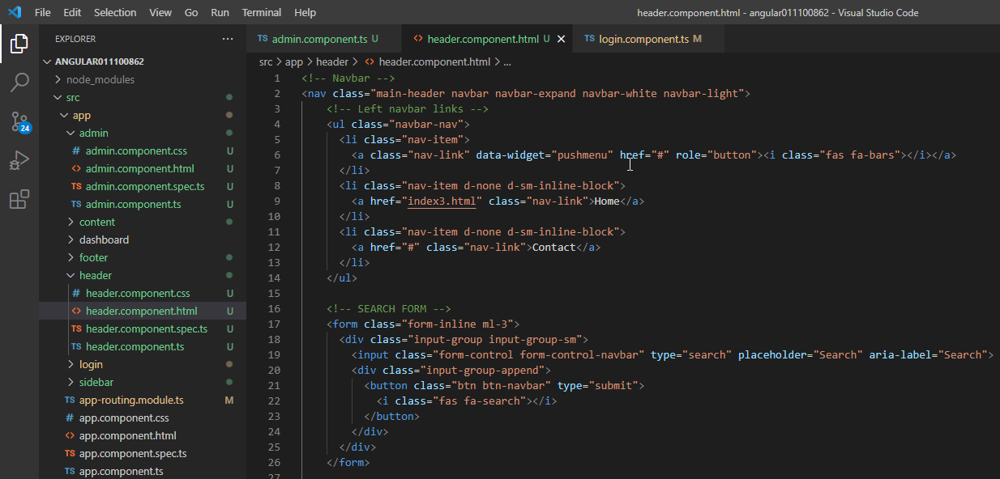 File Edit Selection View Go Run Terminal Help header.component.html - angular011100862 - Visual Studio Code
EXPLORER ···
ANGULAR011100862
node_modules
src
app
admin
# admin.component.css U
<> admin.component.html U
TS admin.component.spec.ts U
TS admin.component.ts U
content
dashboard
footer
header
# header.component.css U
<> header.component.html U
TS header.component.spec.ts U
TS header.component.ts U
login
sidebar
TS app-routing.module.ts M
# app.component.css
<> app.component.html
TS app.component.spec.ts
TS app.component.ts
24
TS admin.component.ts U <> header.component.html U × TS login.component.ts M
src > app > header > <> header.component.html > ...
1 <!-- Navbar -->
2 <nav class="main-header navbar navbar-expand navbar-white navbar-light">
3 <!-- Left navbar links -->
4 <ul class="navbar-nav">
5 <li class="nav-item">
6 <a class="nav-link" data-widget="pushmenu" href="#" role="button"><i class="fas fa-bars"></i></a>
7 </li>
8 <li class="nav-item d-none d-sm-inline-block">
9 <a href="index3.html" class="nav-link">Home</a>
10 </li>
11 <li class="nav-item d-none d-sm-inline-block">
12 <a href="#" class="nav-link">Contact</a>
13 </li>
14 </ul>
15
16 <!-- SEARCH FORM -->
17 <form class="form-inline ml-3">
18 <div class="input-group input-group-sm">
19 <input class="form-control form-control-navbar" type="search" placeholder="Search" aria-label="Search">
20 <div class="input-group-append">
21 <button class="btn btn-navbar" type="submit">
22 <i class="fas fa-search"></i>
23 </button>
24 </div>
25 </div>
26 </form>
27